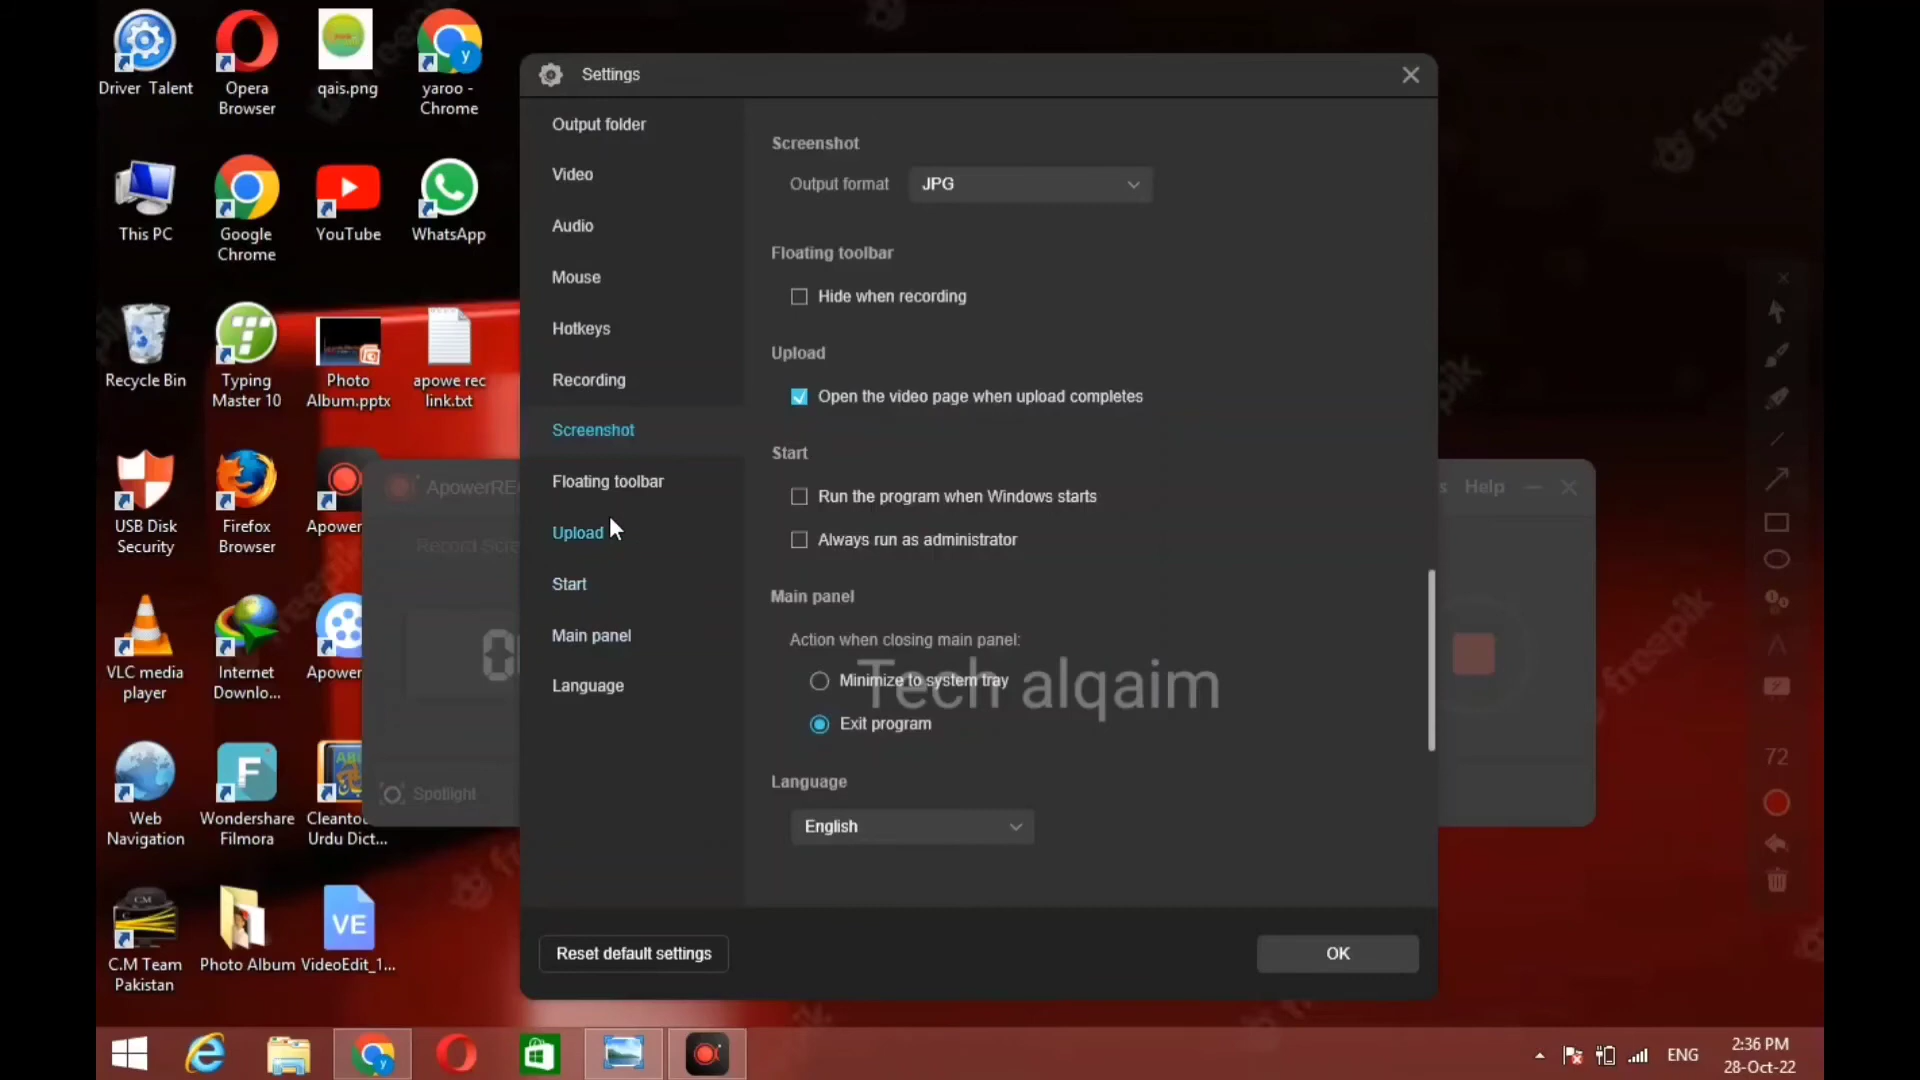 Driver Talent
Opera
Browser
qais.png
yaroo -
Chrome
This PC
Google
Chrome
YouTube
WhatsApp
Recycle Bin
Typing
Master 10
Photo
Album.pptx
apowe rec
link.txt
USB Disk
Security
Firefox
Browser
Apower
VLC media
player
Internet
Downlo...
Apower
Web
Navigation
Wondershare
Filmora
Cleanto
Urdu Dict...
C.M Team
Pakistan
Photo Album
VideoEdit_1...
Settings
Output folder
Video
Audio
Mouse
Hotkeys
Recording
Screenshot
Floating toolbar
Upload
Start
Main panel
Language
Screenshot
Output format JPG
Floating toolbar
Hide when recording
Upload
Open the video page when upload completes
Start
Run the program when Windows starts
Always run as administrator
Main panel
Action when closing main panel:
Minimize to system tray
Tech alqaim
Exit program
Language
English
Reset default settings
OK
ApowerRE
Record Scre
Spotlight
s Help
72
freepik
ENG
2:36 PM
28-Oct-22